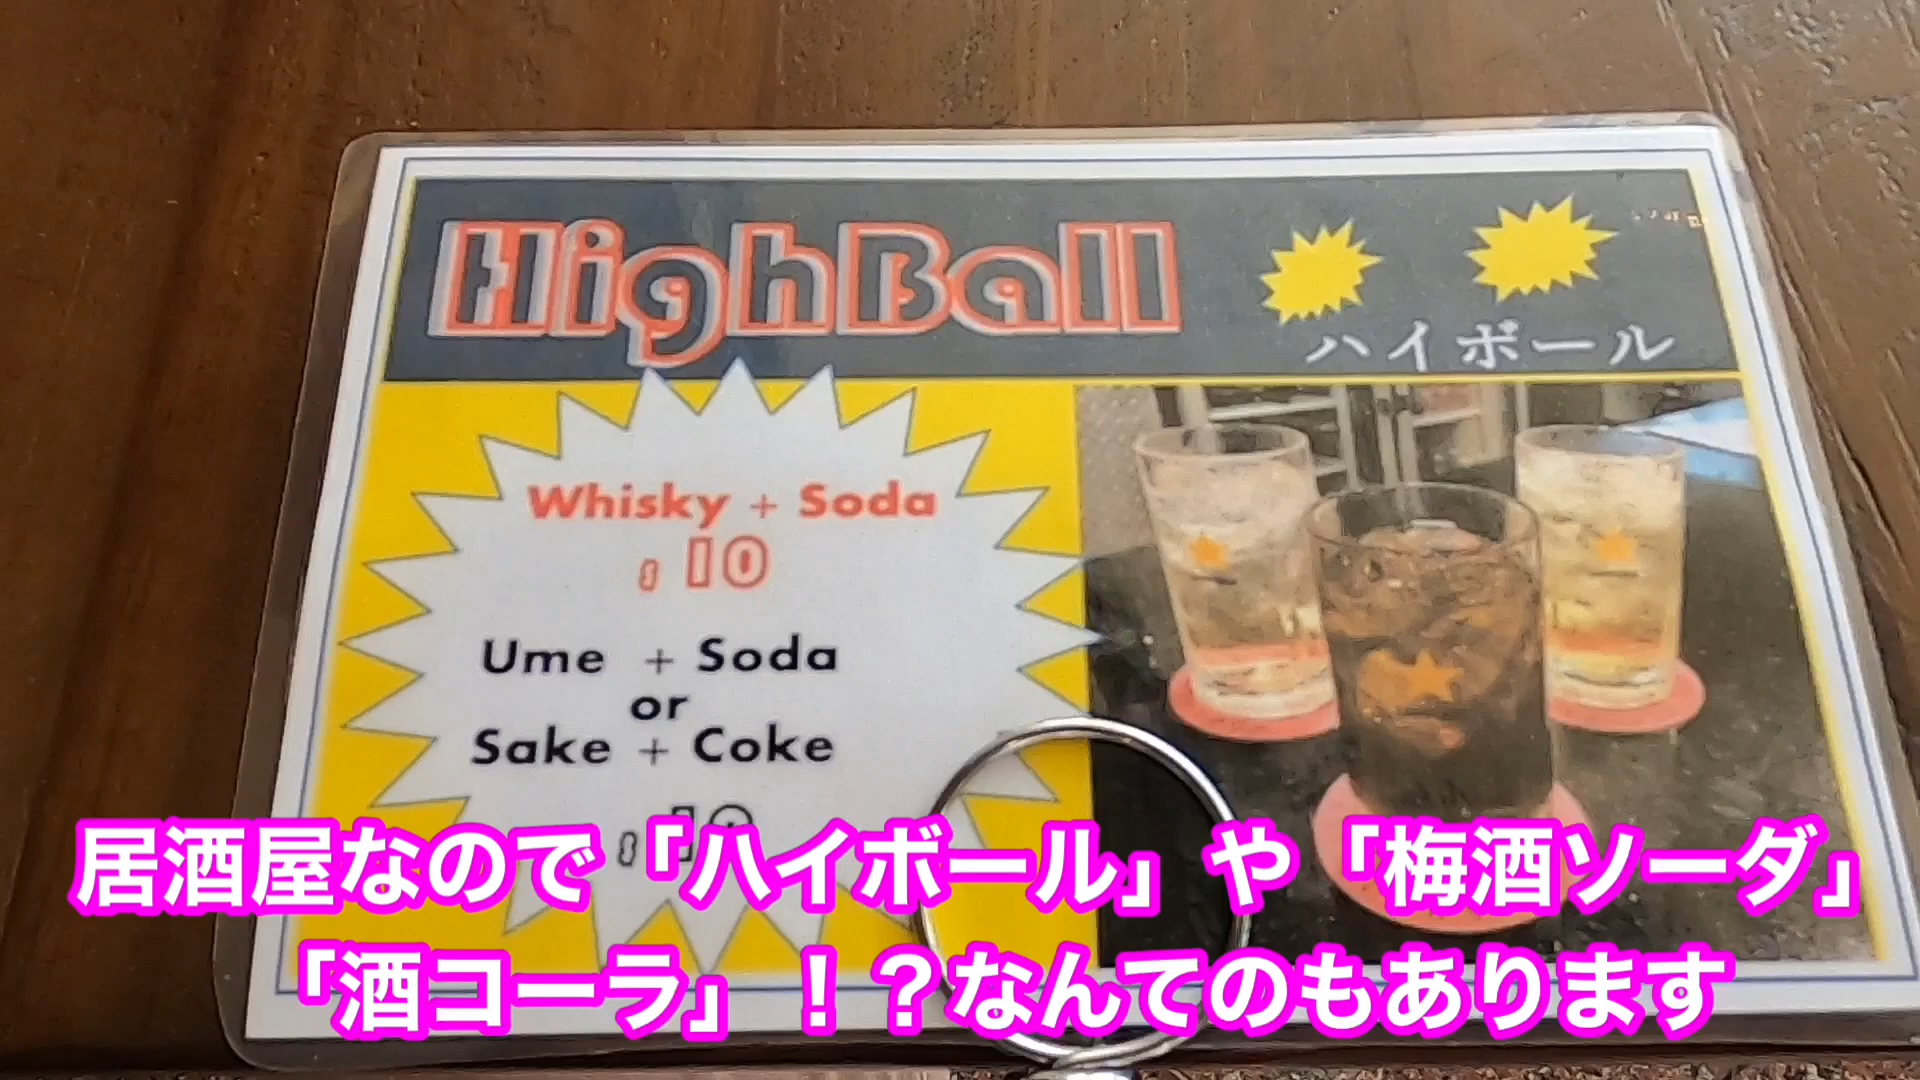 HighBall
ハイボール
Whisky + Soda
$ 10
Ume + Soda
or
Sake + Coke
居酒屋なので「ハイボール」や「梅酒ソーダ」
「酒コーラ」！？なんてのもあります